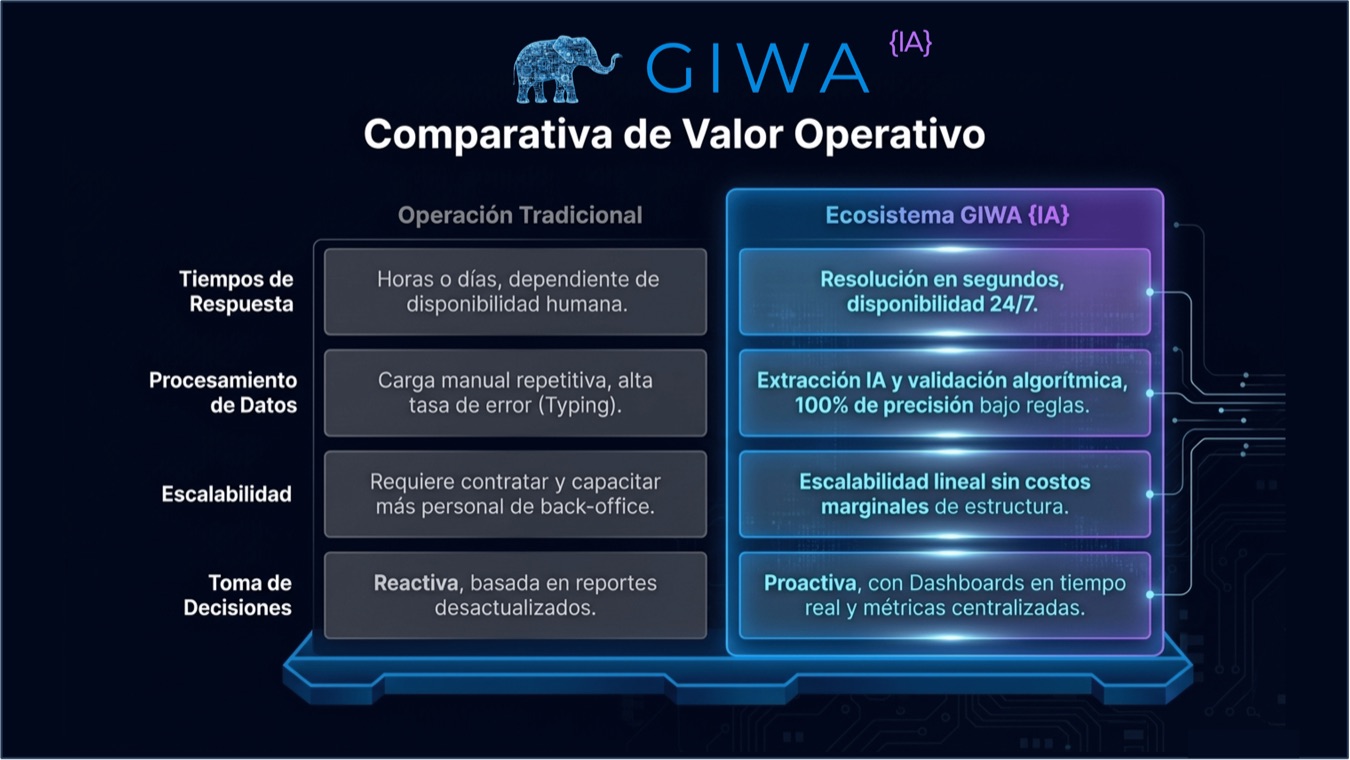 GIWA {IA}
Comparativa de Valor Operativo
Operación Tradicional
Ecosistema GIWA {IA}
Tiempos de
Respuesta
Horas o días, dependiente de
disponibilidad humana.
Resolución en segundos,
disponibilidad 24/7.
Procesamiento
de Datos
Carga manual repetitiva, alta
tasa de error (Typing).
Extracción IA y validación algorítmica,
100% de precisión bajo reglas.
Escalabilidad
Requiere contratar y capacitar
más personal de back-office.
Escalabilidad lineal sin costos
marginales de estructura.
Toma de
Decisiones
Reactiva, basada en reportes
desactualizados.
Proactiva, con Dashboards en tiempo
real y métricas centralizadas.